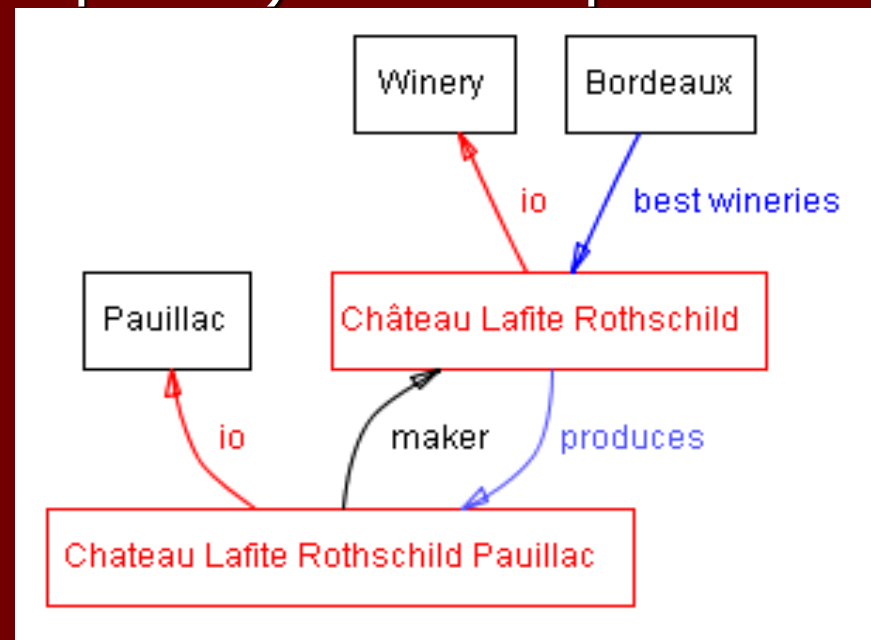 Winery
Bordeaux
io
best wineries
Pauillac
Château Lafite Rothschild
io
maker
produces
Chateau Lafite Rothschild Pauillac